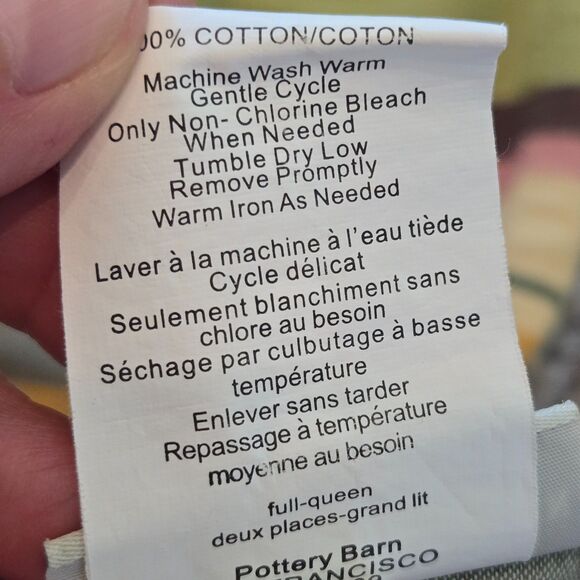 00% COTTON/COTON
Machine Wash Warm
Gentle Cycle
Only Non- Chlorine Bleach
When Needed
Tumble Dry Low
Remove Promptly
Warm Iron As Needed
Laver à la machine à l'eau tiède
Cycle délicat
Seulement blanchiment sans
chlore au besoin
Séchage par culbutage à basse
température
Enlever sans tarder
Repassage à température
moyenne au besoin
full-queen
deux places-grand lit
Pottery Barn
FRANCISCO